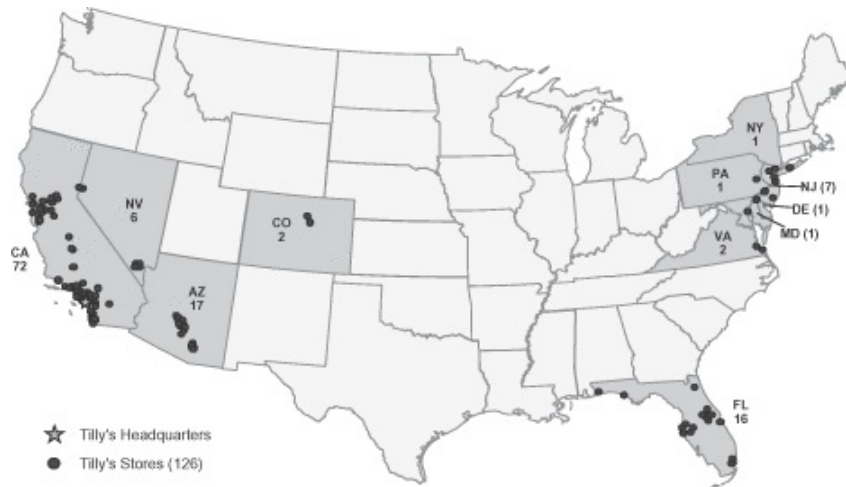 NY
1
PA
1
NJ (7)
DE (1)
MD (1)
VA
2
NV
6
CO
2
CA
72
AZ
17
FL
16
Tilly's Headquarters
Tilly's Stores (126)